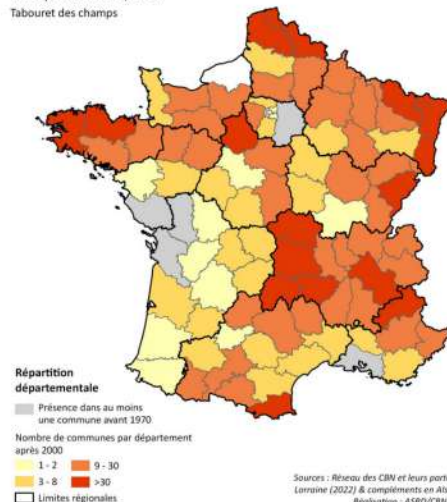 Tabouret des champs
Répartition
départementale
Présence dans au moins
une commune avant 1970
Nombre de communes par département
après 2000
1 - 2
9 - 30
3 - 8
>30
Limites régionales
Sources : Réseau des CBN et leurs
Lorraine (2022) & compléments en